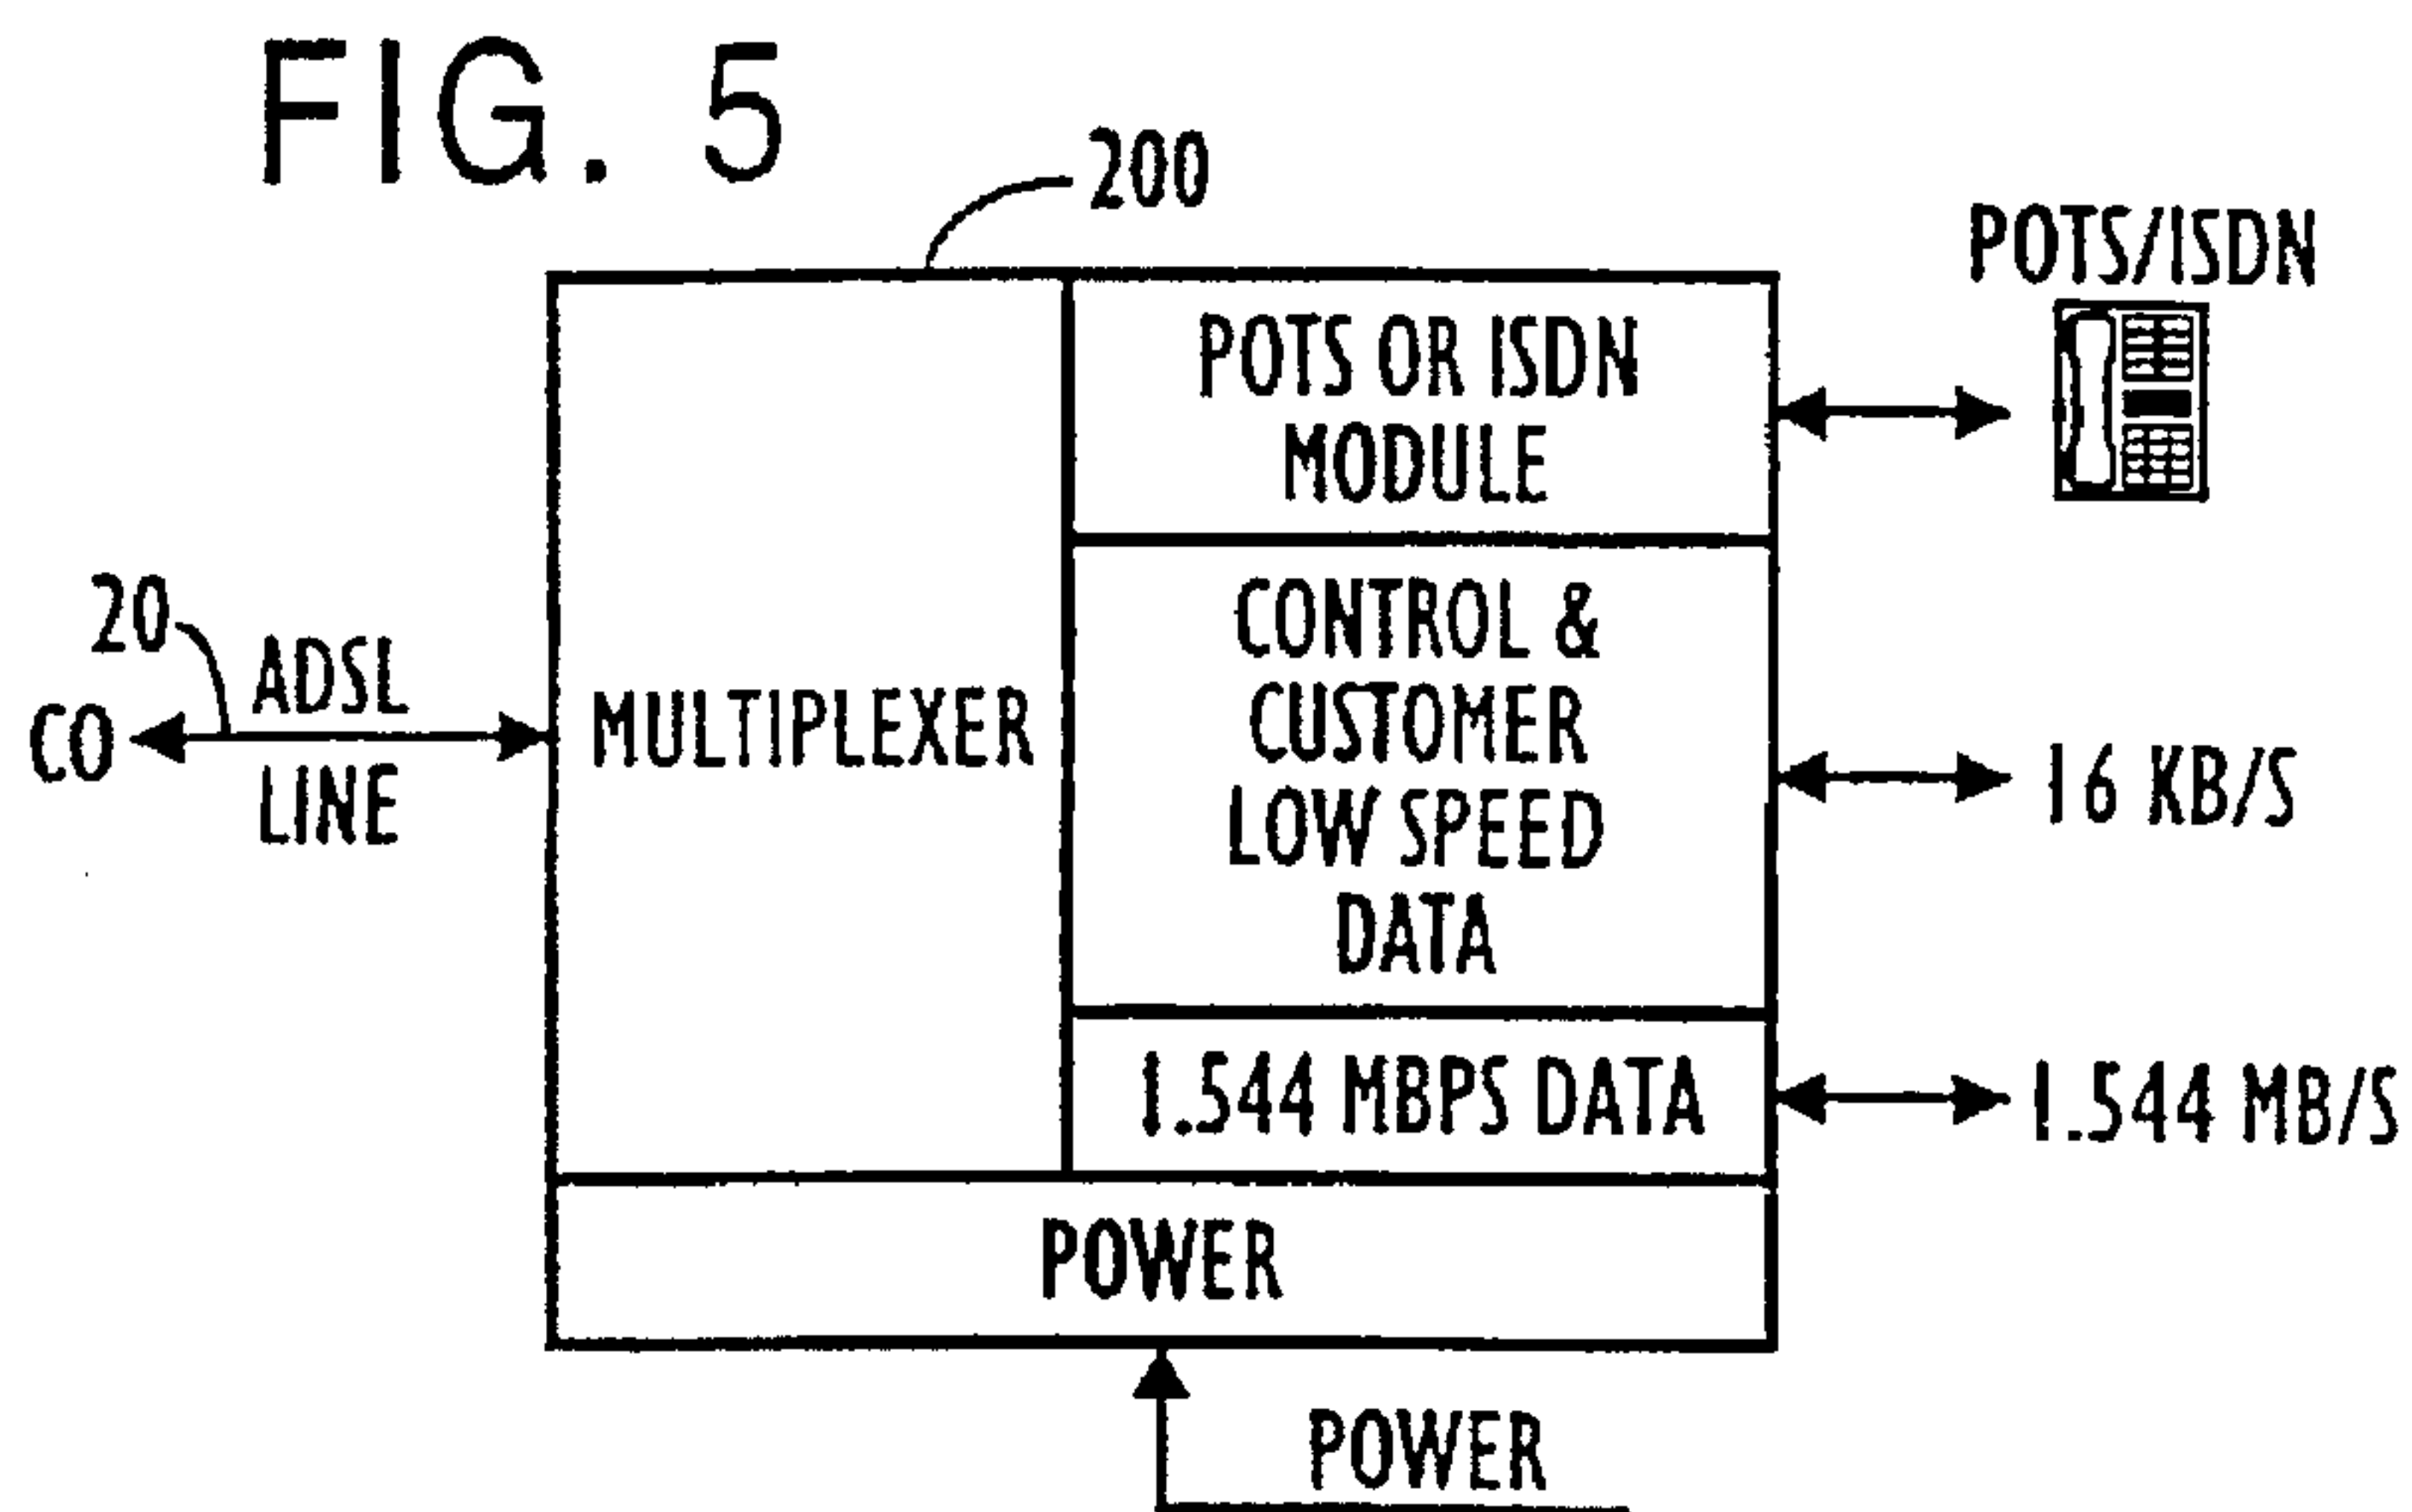 FIG. 5
200
POTS/ISDN
POTS OR ISDN
MODULE
20
ADSL
CO
LINE
MULTIPLEXER
CONTROL &
CUSTOMER
LOW SPEED
DATA
16 KB/S
1.544 MBPS DATA
1.544 MB/S
POWER
POWER